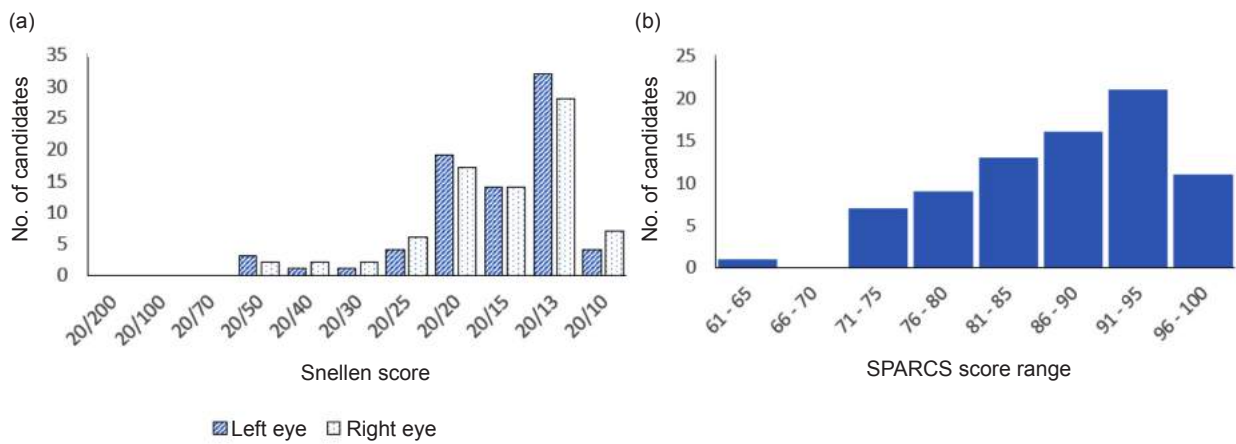 (a)
No. of candidates
35
30
25
20
15
10
5
0
20/200
20/100
20/70
20/50
20/40
20/30
20/25
20/20
20/15
20/13
20/10
Snellen score
Left eye Right eye
(b)
No. of candidates
25
20
15
10
5
0
61 - 65
66 - 70
71 - 75
76 - 80
81 - 85
86 - 90
91 - 95
96 - 100
SPARCS score range